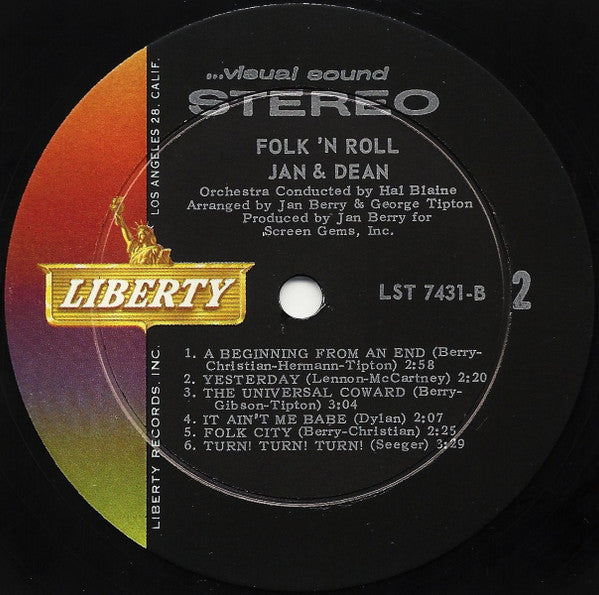 ...visual sound
STEREO
FOLK 'N ROLL
JAN & DEAN
Orchestra Conducted by Hal Blaine
Arranged by Jan Berry & George Tipton
Produced by Jan Berry for
Screen Gems, Inc.
LIBERTY
LST 7431-B 2
1. A BEGINNING FROM AN END (Berry-
Christian-Hermann-Tipton) 2:58
2. YESTERDAY (Lennon-McCartney) 2:20
3. THE UNIVERSAL COWARD (Berry-
Gibson-Tipton) 3:04
4. IT AIN'T ME BABE (Dylan) 2:07
5. FOLK CITY (Berry-Christian) 2:25
6. TURN! TURN! TURN! (Seeger) 3:29
LIBERTY RECORDS, INC.
LOS ANGELES 28, CALIF.